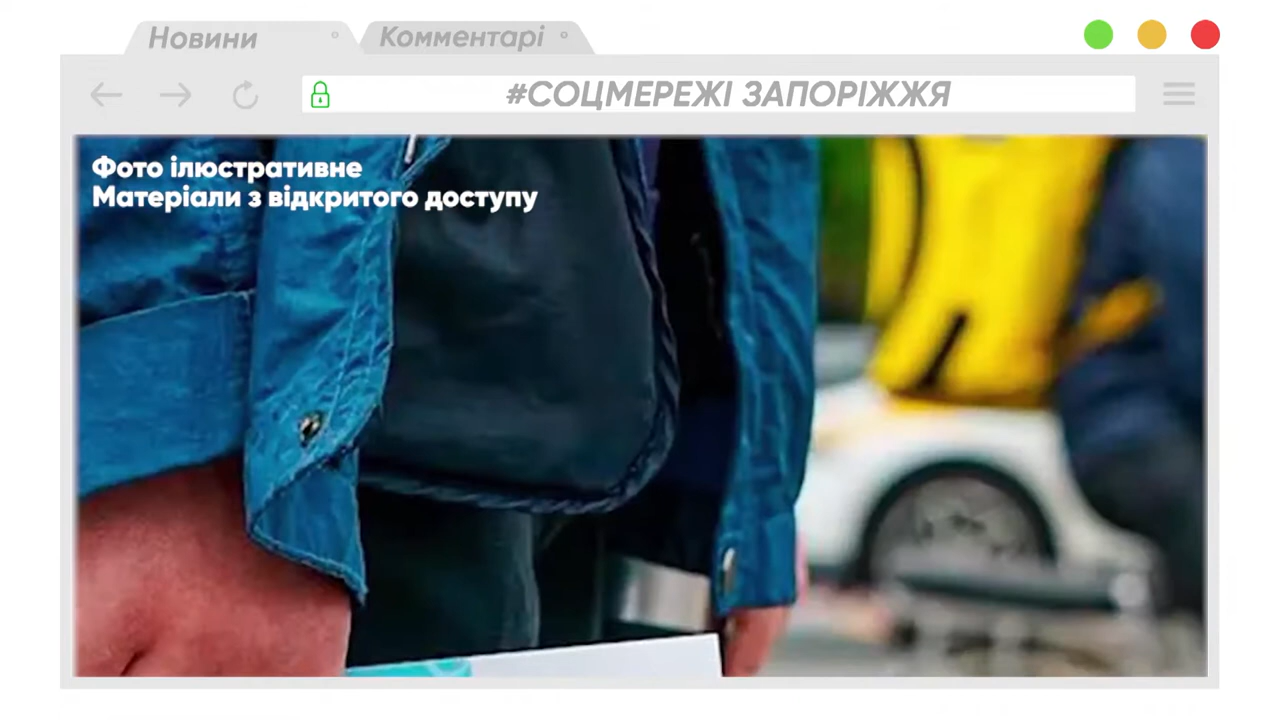 Новини
Комментарі
#СОЦМЕРЕЖІ ЗАПОРІЖЖЯ
Фото ілюстративне
Матеріали з відкритого доступу